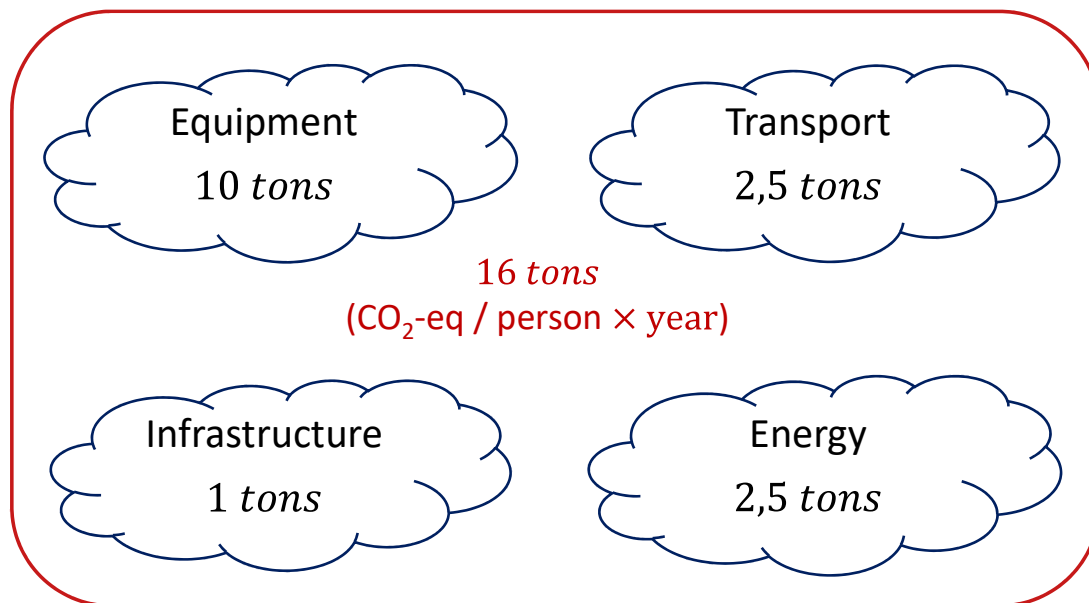 Equipment
10 tons
Transport
2,5 tons
16 tons
(CO₂-eq / person × year)
Infrastructure
1 tons
Energy
2,5 tons